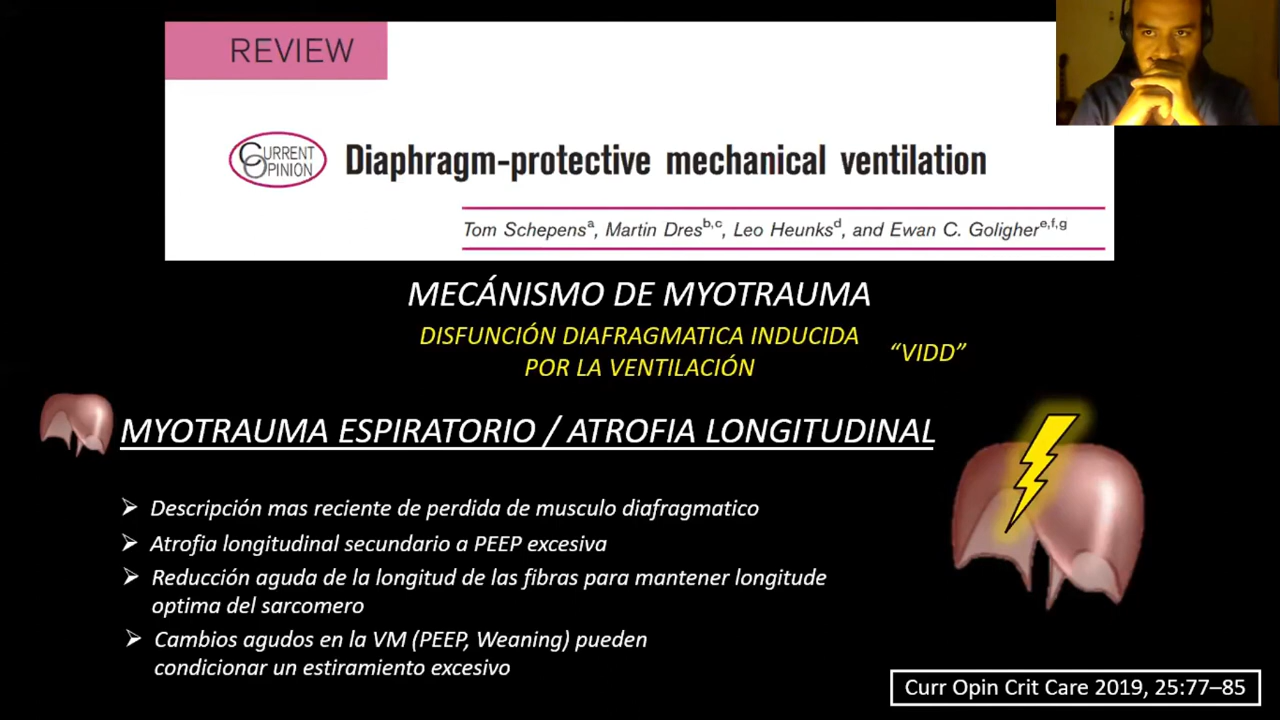 REVIEW
CURRENT
OPINION
Diaphragm-protective mechanical ventilation
Tom Schepensᵃ, Martin Dresᵇ,ᶜ, Leo Heunksᵈ, and Ewan C. Goligherᵉ,ᶠ,ᵍ
MECÁNISMO DE MYOTRAUMA
DISFUNCIÓN DIAFRAGMATICA INDUCIDA
POR LA VENTILACIÓN
“VIDD”
MYOTRAUMA ESPIRATORIO / ATROFIA LONGITUDINAL
➢ Descripción mas reciente de perdida de musculo diafragmatico
➢ Atrofia longitudinal secundario a PEEP excesiva
➢ Reducción aguda de la longitud de las fibras para mantener longitude
optima del sarcomero
➢ Cambios agudos en la VM (PEEP, Weaning) pueden
condicionar un estiramiento excesivo
Curr Opin Crit Care 2019, 25:77–85